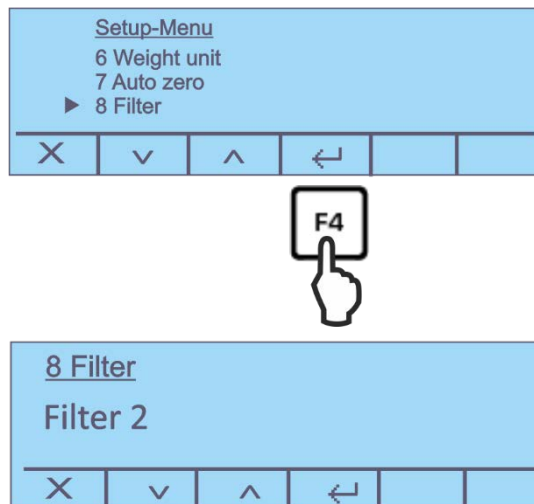 Setup-Menu
6 Weight unit
7 Auto zero
8 Filter
F4
8 Filter
Filter 2